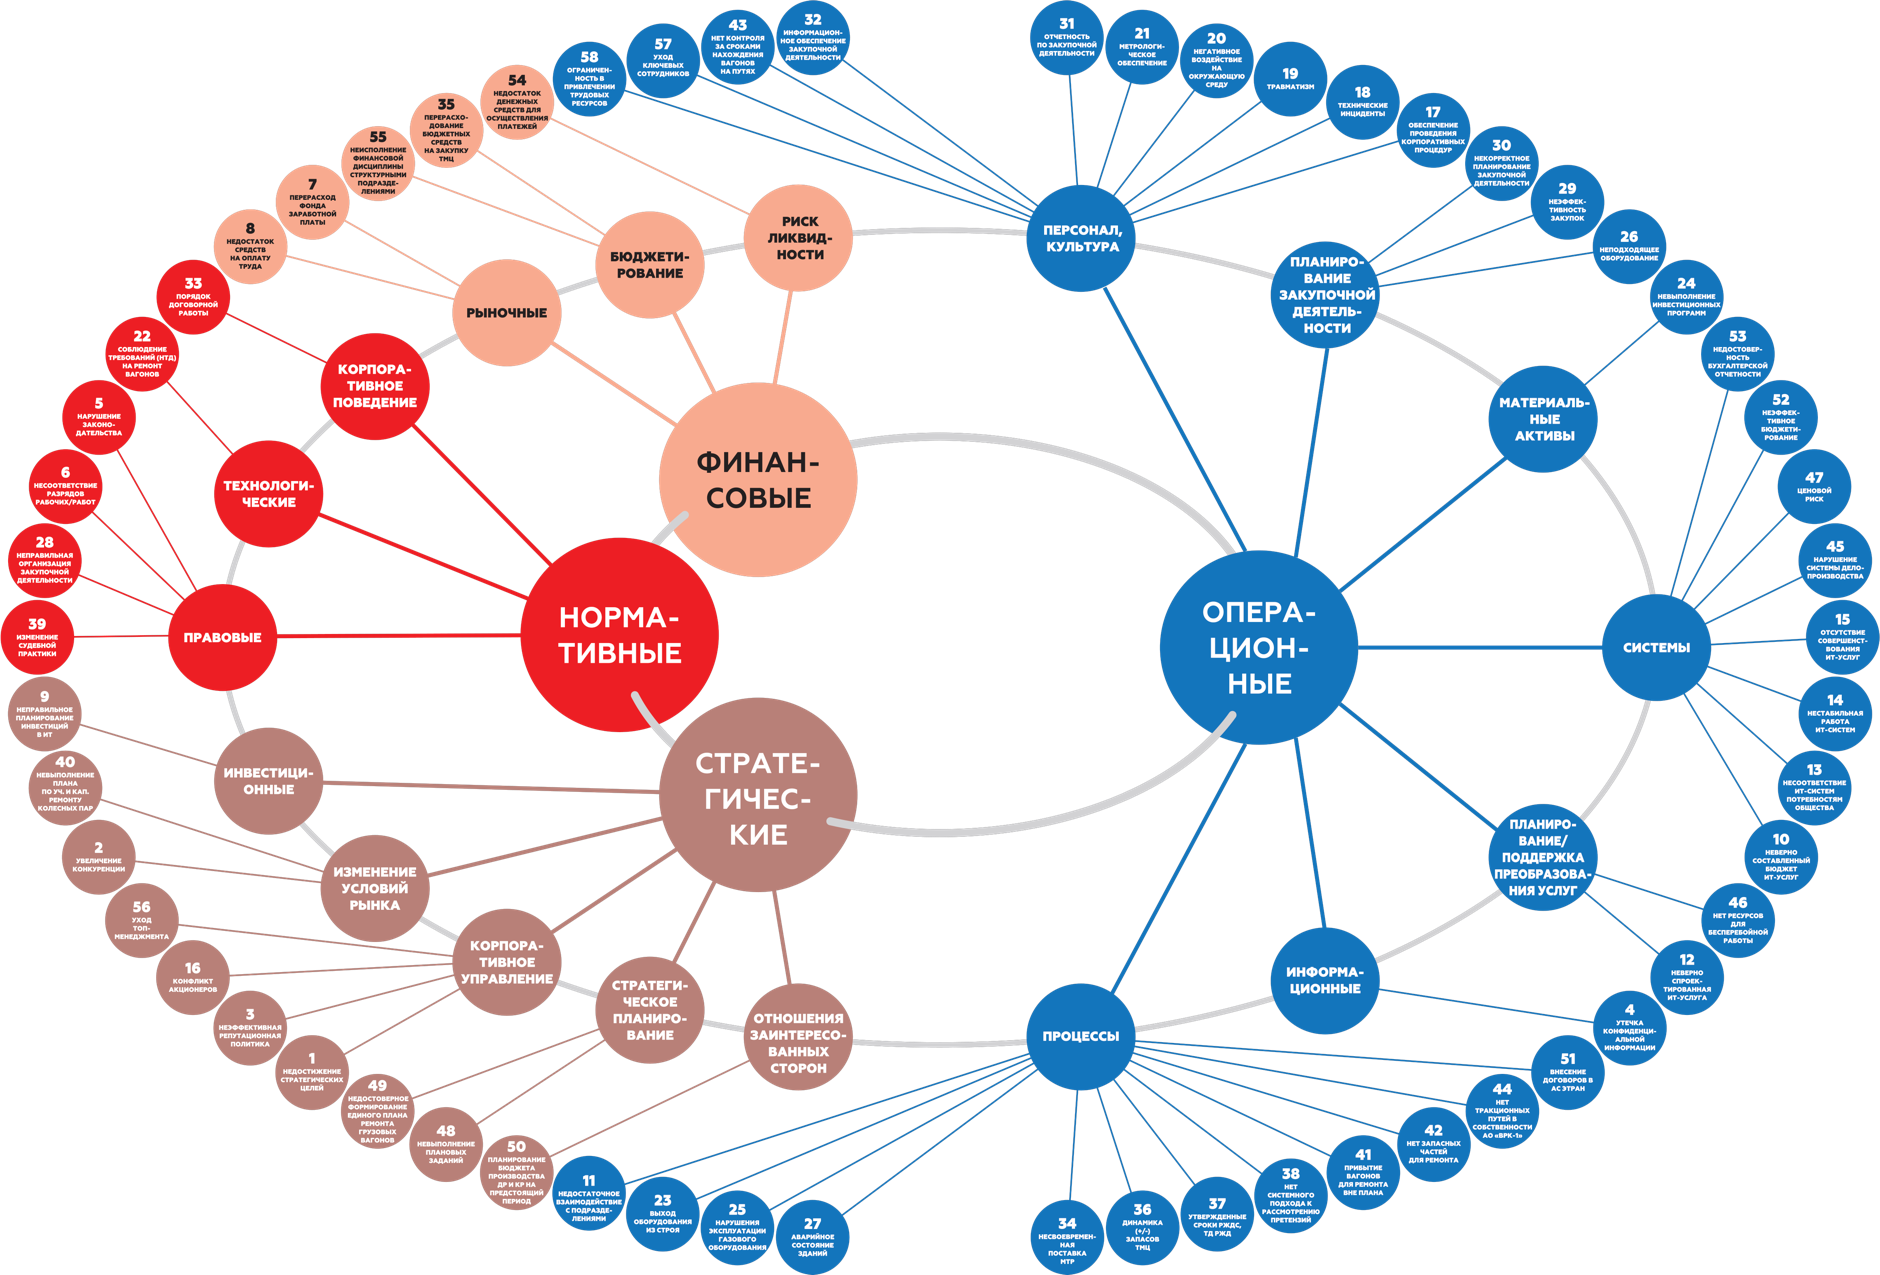 58
ОГРАНИЧЕН-
НОСТЬ В
ПРИВЛЕЧЕНИИ
ТРУДОВЫХ
РЕСУРСОВ
57
УХОД
КЛЮЧЕВЫХ
СОТРУДНИКОВ
43
НЕТ КОНТРОЛЯ
ЗА СРОКАМИ
НАХОЖДЕНИЯ
ВАГОНОВ
НА ПУТЯХ
32
ИНФОРМАЦИОН-
НОЕ ОБЕСПЕЧЕНИЕ
ЗАКУПОЧНОЙ
ДЕЯТЕЛЬНОСТИ
31
ОТЧЕТНОСТЬ
ПО ЗАКУПОЧНОЙ
ДЕЯТЕЛЬНОСТИ
21
МЕТРОЛОГИ-
ЧЕСКОЕ
ОБЕСПЕЧЕНИЕ
20
НЕГАТИВНОЕ
ВОЗДЕЙСТВИЕ
НА
ОКРУЖАЮЩУЮ
СРЕДУ
19
ТРАВМАТИЗМ
18
ТЕХНИЧЕСКИЕ
ИНЦИДЕНТЫ
17
ОБЕСПЕЧЕНИЕ
ПРОВЕДЕНИЯ
КОРПОРАТИВНЫХ
ПРОЦЕДУР
30
НЕКОРРЕКТНОЕ
ПЛАНИРОВАНИЕ
ЗАКУПОЧНОЙ
ДЕЯТЕЛЬНОСТИ
29
НЕЭФФЕК-
ТИВНОСТЬ
ЗАКУПОК
26
НЕПОДХОДЯЩЕЕ
ОБОРУДОВАНИЕ
24
НЕВЫПОЛНЕНИЕ
ИНВЕСТИЦИОННЫХ
ПРОГРАММ
53
НЕДОСТОВЕР-
НОСТЬ
БУХГАЛТЕРСКОЙ
ОТЧЕТНОСТИ
52
НЕЭФФЕК-
ТИВНОЕ
БЮДЖЕТИ-
РОВАНИЕ
47
ЦЕНОВОЙ
РИСК
45
НАРУШЕНИЕ
СИСТЕМЫ ДЕЛО-
ПРОИЗВОДСТВА
15
ОТСУТСТВИЕ
СОВЕРШЕНСТ-
ВОВАНИЯ
ИТ-УСЛУГ
14
НЕСТАБИЛЬНАЯ
РАБОТА
ИТ-СИСТЕМ
13
НЕСООТВЕТСТВИЕ
ИТ-СИСТЕМ
ПОТРЕБНОСТЯМ
ОБЩЕСТВА
10
НЕВЕРНО
СОСТАВЛЕННЫЙ
БЮДЖЕТ
ИТ-УСЛУГ
46
НЕТ РЕСУРСОВ
ДЛЯ
БЕСПЕРЕБОЙНОЙ
РАБОТЫ
12
НЕВЕРНО
СПРОЕК-
ТИРОВАННАЯ
ИТ-УСЛУГА
4
УТЕЧКА
КОНФИДЕНЦИ-
АЛЬНОЙ
ИНФОРМАЦИИ
51
ВНЕСЕНИЕ
ДОГОВОРОВ В
АС ЭТРАН
44
НЕТ
ТРАКЦИОННЫХ
ПУТЕЙ В
СОБСТВЕННОСТИ
АО «ВРК-1»
42
НЕТ ЗАПАСНЫХ
ЧАСТЕЙ
ДЛЯ РЕМОНТА
41
ПРИБЫТИЕ
ВАГОНОВ
ДЛЯ РЕМОНТА
ВНЕ ПЛАНА
38
НЕТ
СИСТЕМНОГО
ПОДХОДА К
РАССМОТРЕНИЮ
ПРЕТЕНЗИЙ
37
УТВЕРЖДЕННЫЕ
СРОКИ РЖДС,
ТД РЖД
36
ДИНАМИКА
(+/-)
ЗАПАСОВ
ТМЦ
34
НЕСВОЕВРЕМЕН-
НАЯ
ПОСТАВКА
МТР
27
АВАРИЙНОЕ
СОСТОЯНИЕ
ЗДАНИЙ
25
НАРУШЕНИЯ
ЭКСПЛУАТАЦИИ
ГАЗОВОГО
ОБОРУДОВАНИЯ
23
ВЫХОД
ОБОРУДОВАНИЯ
ИЗ СТРОЯ
11
НЕДОСТАТОЧНОЕ
ВЗАИМОДЕЙСТВИЕ
С ПОДРАЗДЕ-
ЛЕНИЯМИ
50
ПЛАНИРОВАНИЕ
БЮДЖЕТА
ПРОИЗВОДСТВА
ДР И КР НА
ПРЕДСТОЯЩИЙ
ПЕРИОД
48
НЕВЫПОЛНЕНИЕ
ПЛАНОВЫХ
ЗАДАНИЙ
49
НЕДОСТОВЕРНОЕ
ФОРМИРОВАНИЕ
ЕДИНОГО ПЛАНА
РЕМОНТА
ГРУЗОВЫХ
ВАГОНОВ
1
НЕДОСТИЖЕНИЕ
СТРАТЕГИЧЕСКИХ
ЦЕЛЕЙ
3
НЕЭФФЕКТИВНАЯ
РЕПУТАЦИОННАЯ
ПОЛИТИКА
16
КОНФЛИКТ
АКЦИОНЕРОВ
56
УХОД
ТОП-
МЕНЕДЖМЕНТА
2
УВЕЛИЧЕНИЕ
КОНКУРЕНЦИИ
40
НЕВЫПОЛНЕНИЕ
ПЛАНА
ПО УЧ. И КАП.
РЕМОНТУ
КОЛЕСНЫХ ПАР
9
НЕПРАВИЛЬНОЕ
ПЛАНИРОВАНИЕ
ИНВЕСТИЦИЙ
В ИТ
39
ИЗМЕНЕНИЕ
СУДЕБНОЙ
ПРАКТИКИ
28
НЕПРАВИЛЬНАЯ
ОРГАНИЗАЦИЯ
ЗАКУПОЧНОЙ
ДЕЯТЕЛЬНОСТИ
6
НЕСООТВЕТСТВИЕ
РАЗРЯДОВ
РАБОЧИХ/РАБОТ
5
НАРУШЕНИЕ
ЗАКОНО-
ДАТЕЛЬСТВА
22
СОБЛЮДЕНИЕ
ТРЕБОВАНИЙ (НТД)
НА РЕМОНТ
ВАГОНОВ
33
ПОРЯДОК
ДОГОВОРНОЙ
РАБОТЫ
8
НЕДОСТАТОК
СРЕДСТВ
НА ОПЛАТУ
ТРУДА
7
ПЕРЕРАСХОД
ФОНДА
ЗАРАБОТНОЙ
ПЛАТЫ
55
НЕИСПОЛНЕНИЕ
ФИНАНСОВОЙ
ДИСЦИПЛИНЫ
СТРУКТУРНЫМИ
ПОДРАЗДЕ-
ЛЕНИЯМИ
35
ПЕРЕРАСХО-
ДОВАНИЕ
БЮДЖЕТНЫХ
СРЕДСТВ
НА ЗАКУПКУ
ТМЦ
54
НЕДОСТАТОК
ДЕНЕЖНЫХ
СРЕДСТВ ДЛЯ
ОСУЩЕСТВЛЕНИЯ
ПЛАТЕЖЕЙ
РИСК
ЛИКВИД-
НОСТИ
БЮДЖЕТИ-
РОВАНИЕ
РЫНОЧНЫЕ
КОРПОРА-
ТИВНОЕ
ПОВЕДЕНИЕ
ТЕХНОЛОГИ-
ЧЕСКИЕ
ПРАВОВЫЕ
ИНВЕСТИЦИ-
ОННЫЕ
ИЗМЕНЕНИЕ
УСЛОВИЙ
РЫНКА
КОРПОРА-
ТИВНОЕ
УПРАВЛЕНИЕ
СТРАТЕГИ-
ЧЕСКОЕ
ПЛАНИРО-
ВАНИЕ
ОТНОШЕНИЯ
ЗАИНТЕРЕСО-
ВАННЫХ
СТОРОН
ПЕРСОНАЛ,
КУЛЬТУРА
ПЛАНИРО-
ВАНИЕ
ЗАКУПОЧНОЙ
ДЕЯТЕЛЬ-
НОСТИ
МАТЕРИАЛЬ-
НЫЕ
АКТИВЫ
СИСТЕМЫ
ПЛАНИРО-
ВАНИЕ/
ПОДДЕРЖКА
ПРЕОБРАЗОВА-
НИЯ УСЛУГ
ИНФОРМА-
ЦИОННЫЕ
ПРОЦЕССЫ
ФИНАН-
СОВЫЕ
НОРМА-
ТИВНЫЕ
СТРАТЕ-
ГИЧЕС-
КИЕ
ОПЕРА-
ЦИОН-
НЫЕ